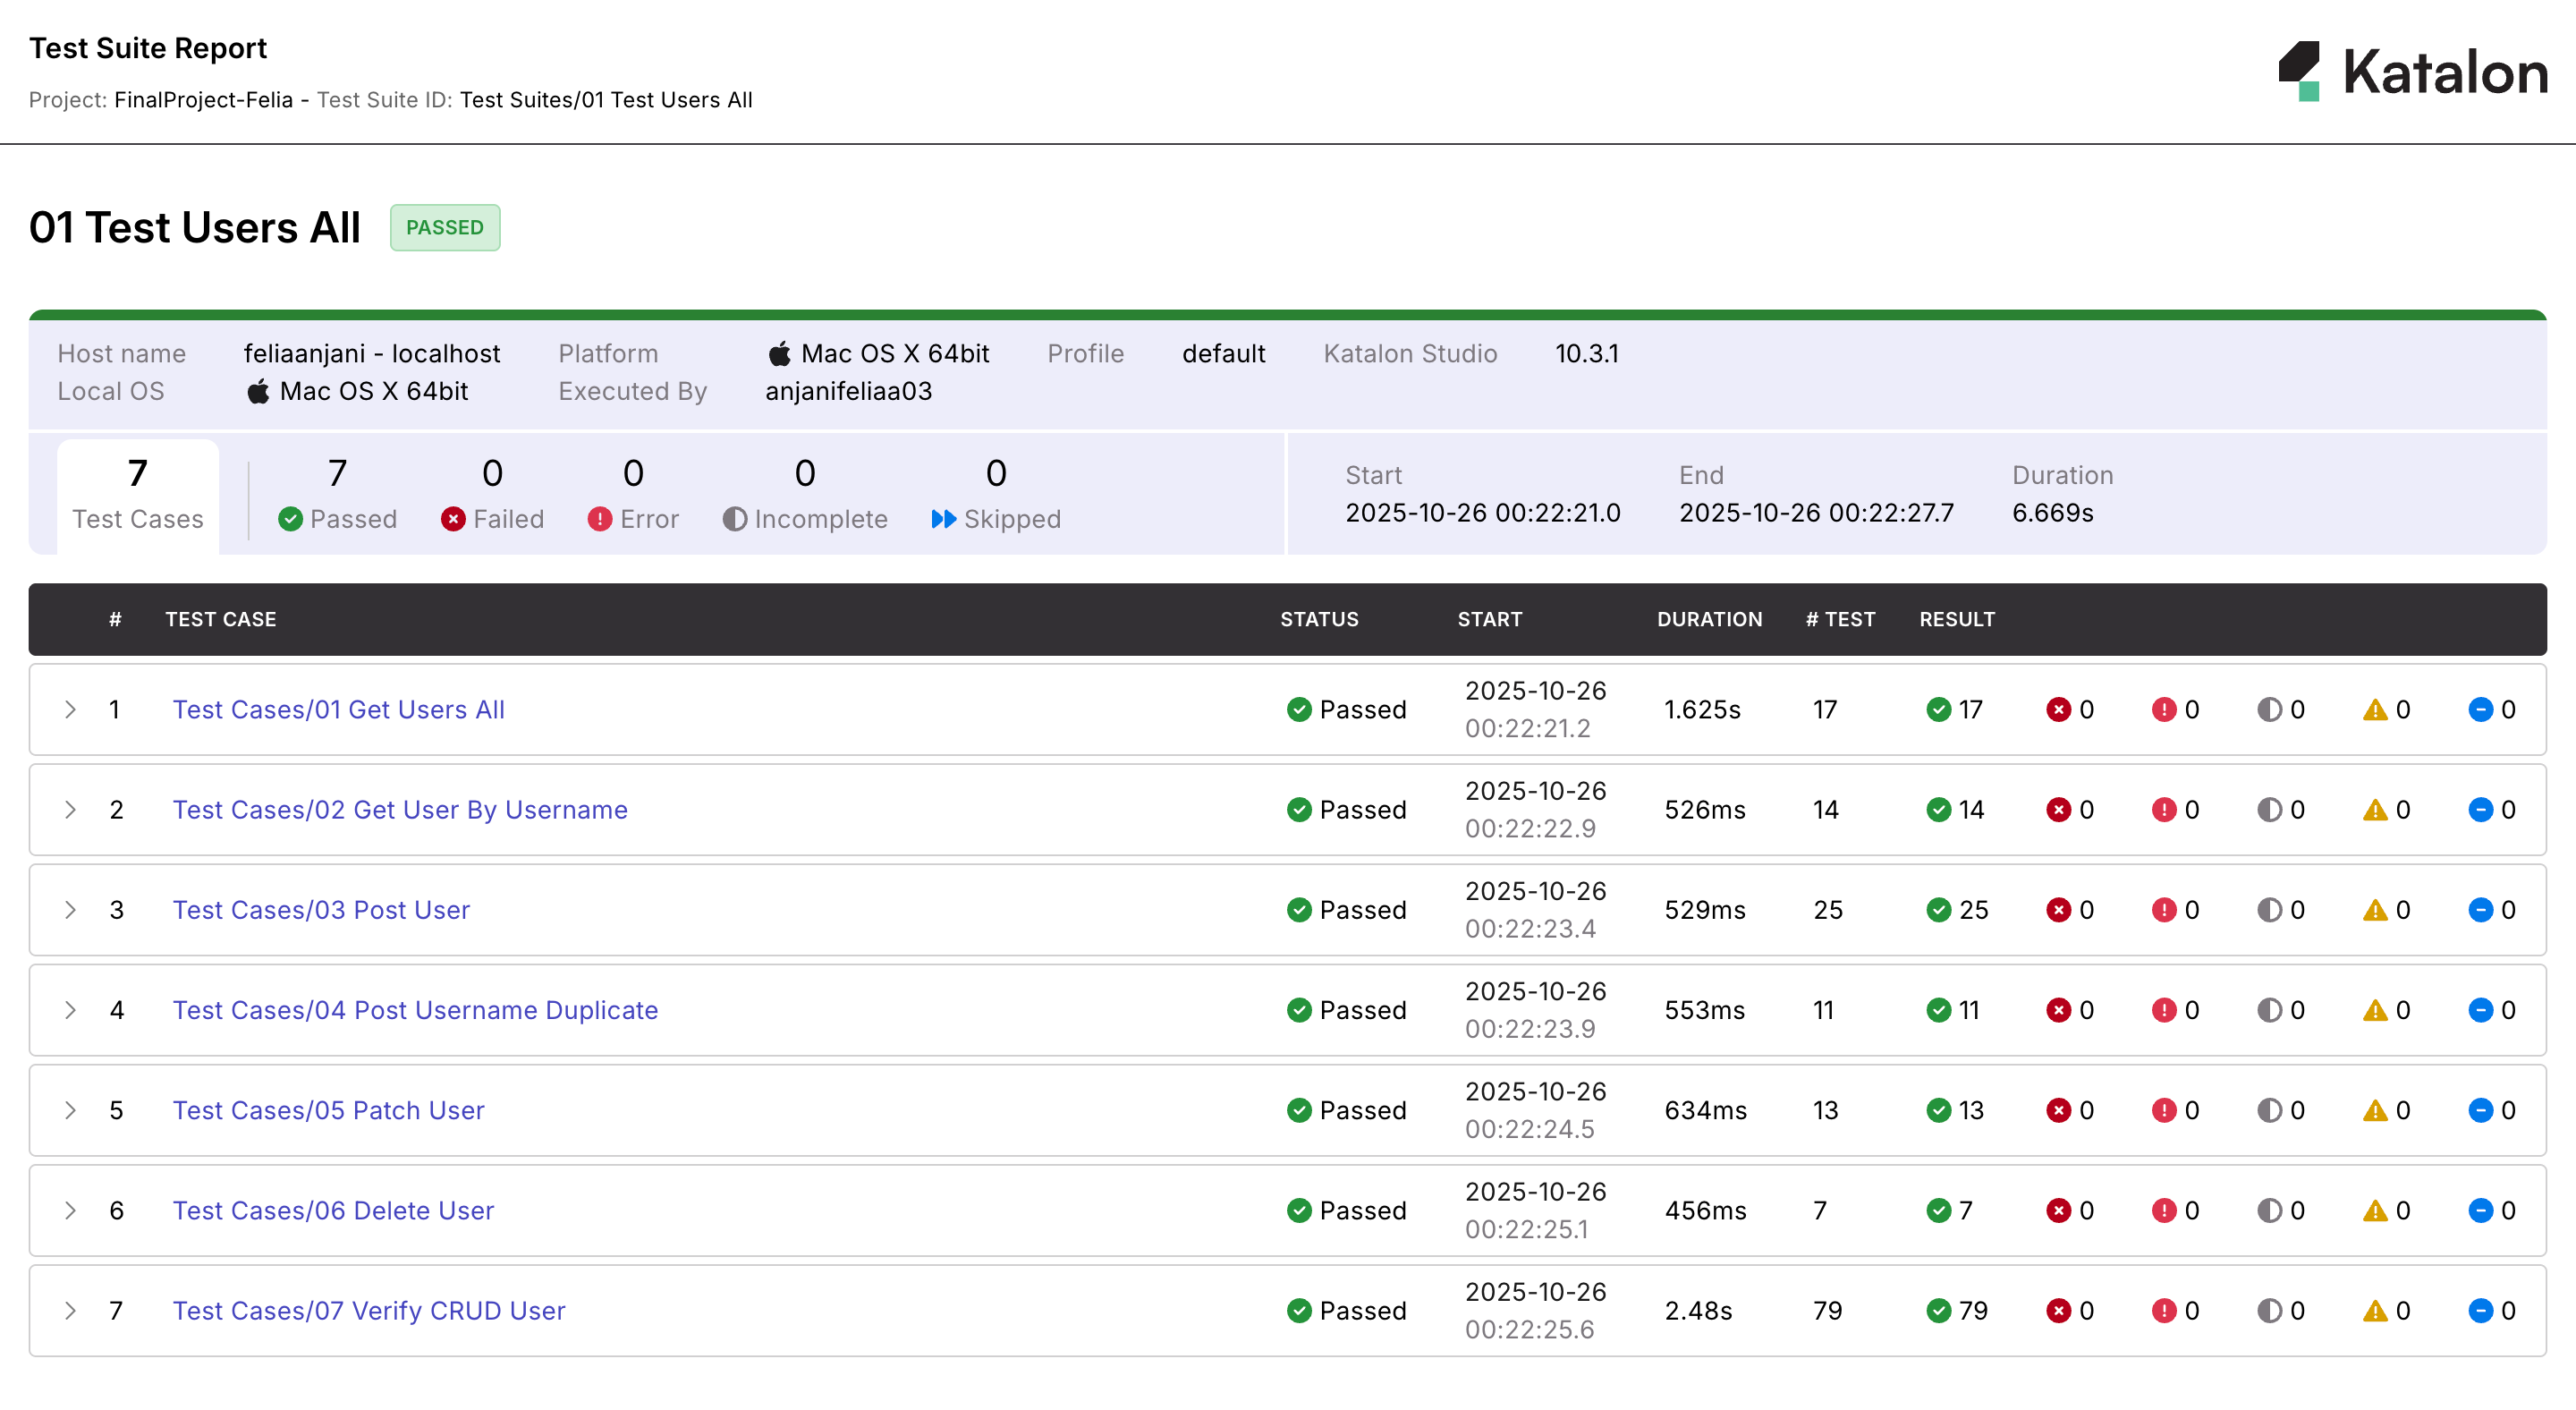 Test Suite Report
Project: FinalProject-Felia - Test Suite ID: Test Suites/01 Test Users All
Katalon
01 Test Users All PASSED
Host name feliaanjani - localhost Platform Mac OS X 64bit Profile default Katalon Studio 10.3.1
Local OS Mac OS X 64bit Executed By anjanifeliaa03
7 7 0 0 0 0
Test Cases Passed Failed Error Incomplete Skipped
Start End Duration
2025-10-26 00:22:21.0 2025-10-26 00:22:27.7 6.669s
# TEST CASE STATUS START DURATION # TEST RESULT
1 Test Cases/01 Get Users All Passed 2025-10-26 00:22:21.2 1.625s 17 17 0 0 0 0 0
2 Test Cases/02 Get User By Username Passed 2025-10-26 00:22:22.9 526ms 14 14 0 0 0 0 0
3 Test Cases/03 Post User Passed 2025-10-26 00:22:23.4 529ms 25 25 0 0 0 0 0
4 Test Cases/04 Post Username Duplicate Passed 2025-10-26 00:22:23.9 553ms 11 11 0 0 0 0 0
5 Test Cases/05 Patch User Passed 2025-10-26 00:22:24.5 634ms 13 13 0 0 0 0 0
6 Test Cases/06 Delete User Passed 2025-10-26 00:22:25.1 456ms 7 7 0 0 0 0 0
7 Test Cases/07 Verify CRUD User Passed 2025-10-26 00:22:25.6 2.48s 79 79 0 0 0 0 0